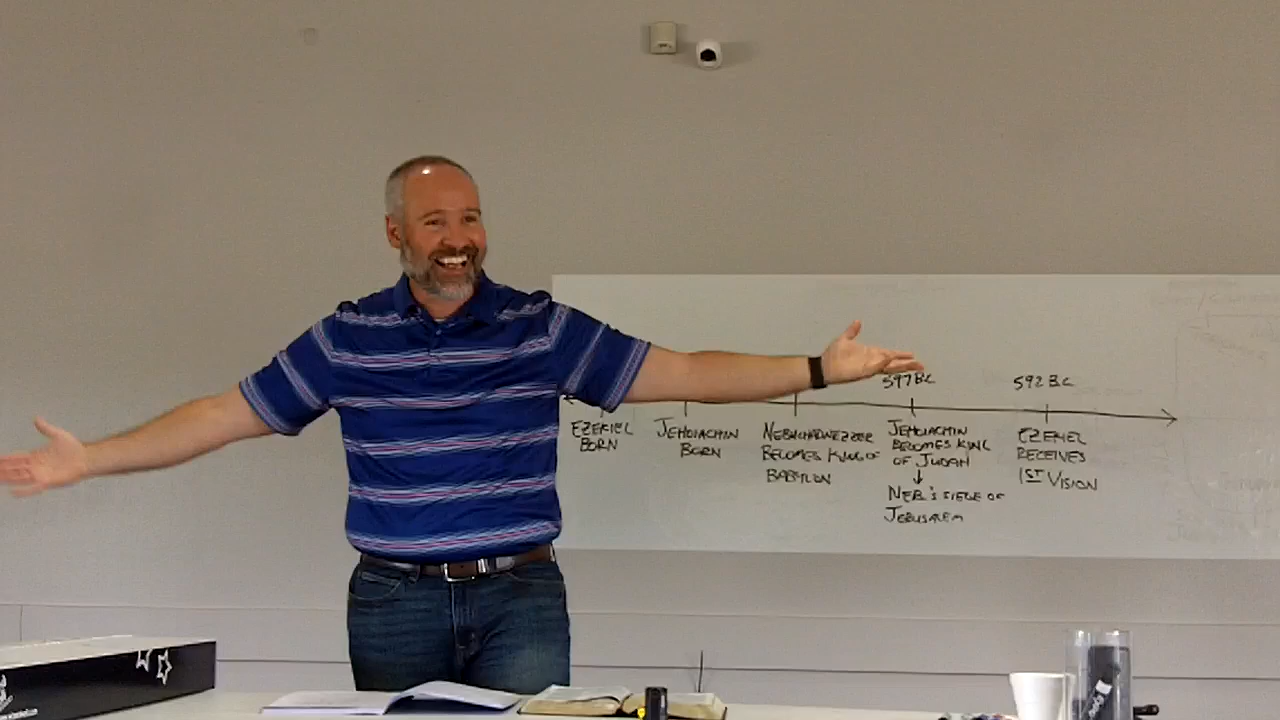 597 BC
592 BC
EZEKIEL
BORN
JEHOIACHIN
BORN
NEBUCHADNEZZER
BECOMES KING OF
BABYLON
JEHOIACHIN
BECOMES KING
OF JUDAH
NEB'S SIEGE OF
JERUSALEM
EZEKIEL
RECEIVES
1ST VISION